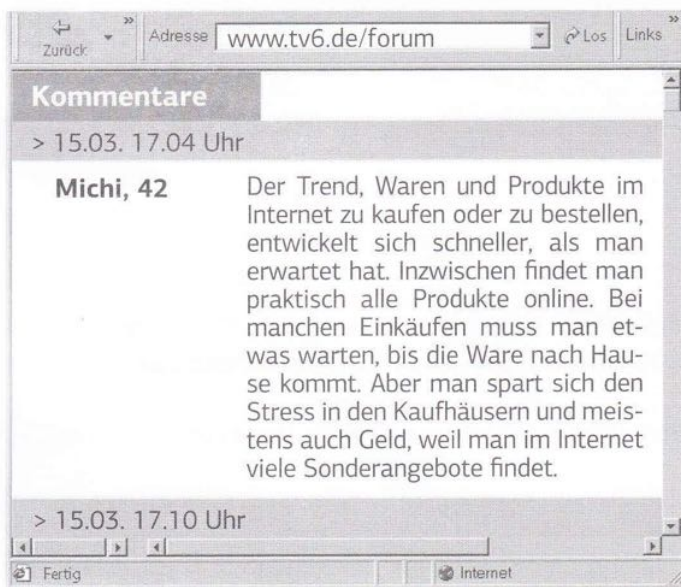 Zurück
»
Adresse www.tv6.de/forum
Los
Links
»
Kommentare
> 15.03. 17.04 Uhr
Michi, 42
Der Trend, Waren und Produkte im
Internet zu kaufen oder zu bestellen,
entwickelt sich schneller, als man
erwartet hat. Inzwischen findet man
praktisch alle Produkte online. Bei
manchen Einkäufen muss man et-
was warten, bis die Ware nach Hau-
se kommt. Aber man spart sich den
Stress in den Kaufhäusern und meis-
tens auch Geld, weil man im Internet
viele Sonderangebote findet.
> 15.03. 17.10 Uhr
Fertig
Internet